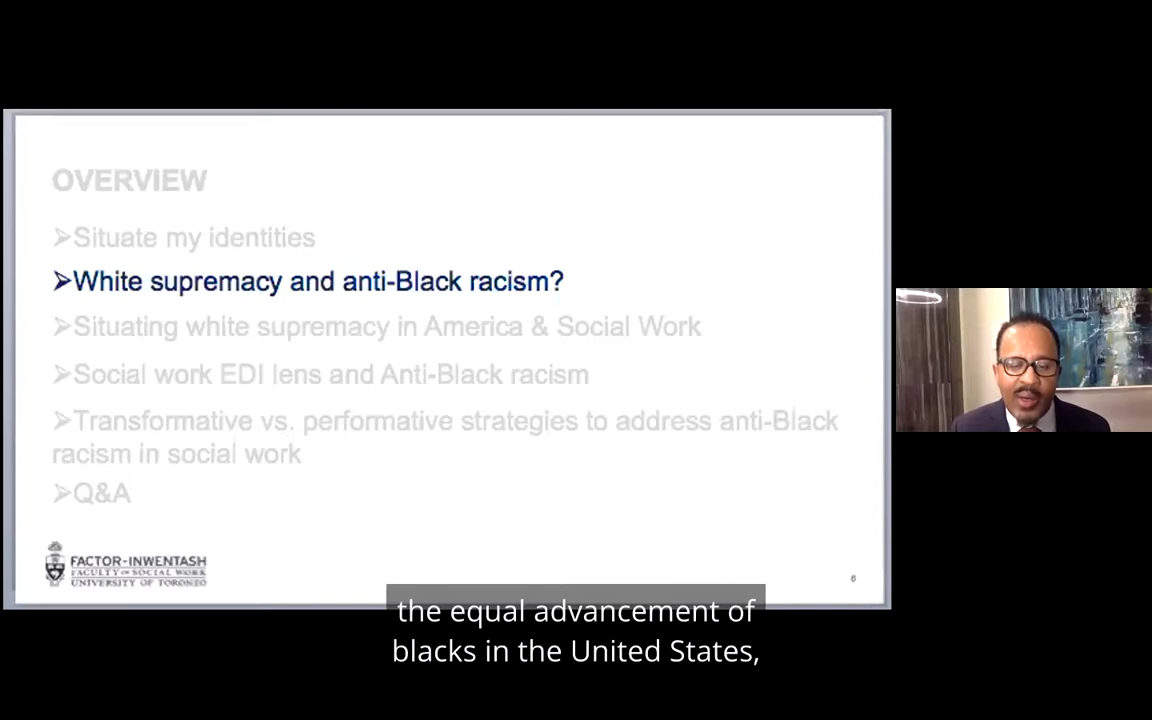 OVERVIEW
➢Situate my identities
➢White supremacy and anti-Black racism?
➢Situating white supremacy in America & Social Work
➢Social work EDI lens and Anti-Black racism
➢Transformative vs. performative strategies to address anti-Black
racism in social work
➢Q&A
FACTOR-INWENTASH
FACULTY OF SOCIAL WORK
UNIVERSITY OF TORONTO
6
the equal advancement of
blacks in the United States,